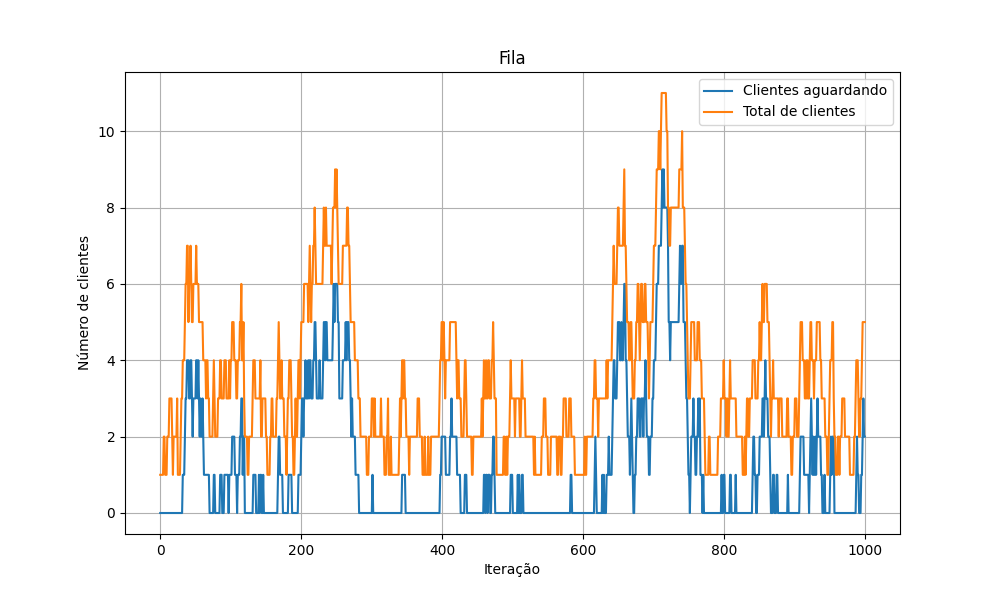 Fila
Clientes aguardando
Total de clientes
Número de clientes
10
8
6
4
2
0
0 200 400 600 800 1000
Iteração